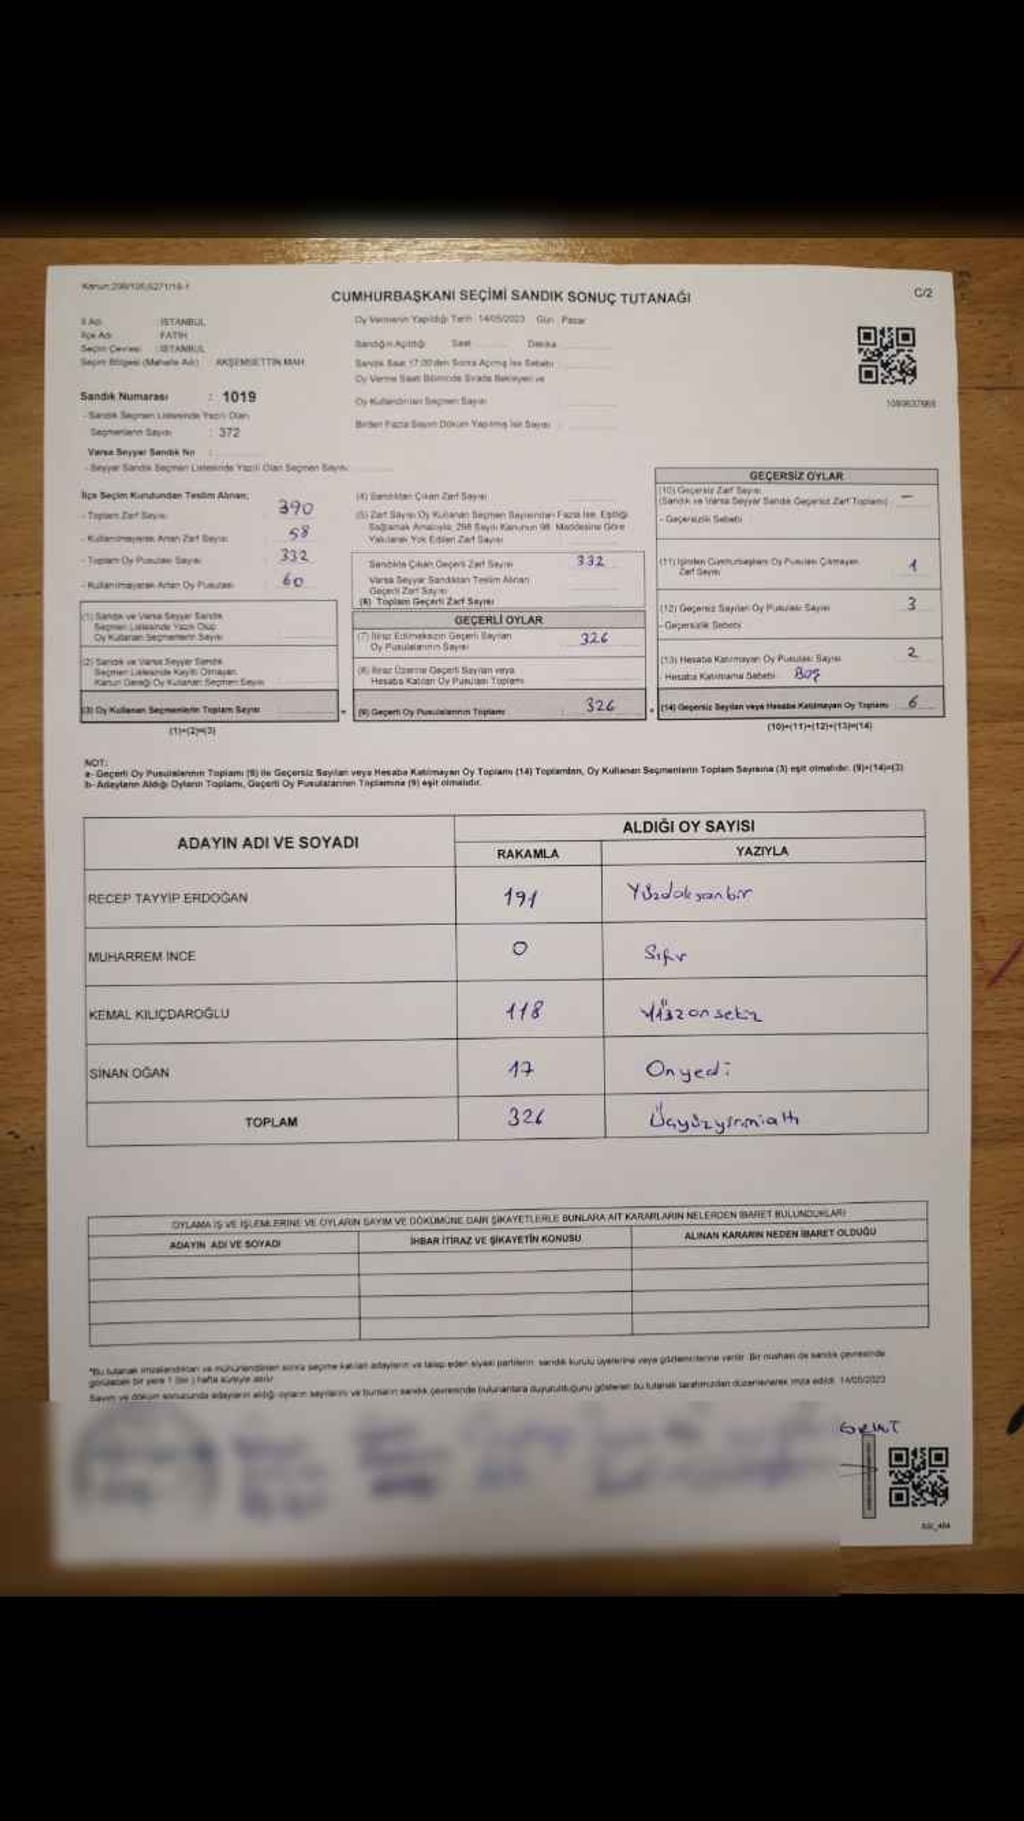 CUMHURBAŞKANI SEÇİMİ SANDIK SONUÇ TUTANAĞI
C/2
İl Adı : İSTANBUL
İlçe Adı : FATİH
Seçim Çevresi : İSTANBUL
Seçim Bölgesi (Mahalle Adı) : AKŞEMSETTİN MAH.
Sandık Numarası : 1019
- Sandık Seçmen Listesinde Yazılı Olan
Seçmenlerin Sayısı : 372
Varsa Seyyar Sandık No :
- Seyyar Sandık Seçmen Listesinde Yazılı Olan Seçmen Sayısı
Oy Vermenin Yapıldığı Tarih 14/05/2023 Gün Pazar
Sandığın Açıldığı Saat Dakika
Sandık Saat 17:00'den Sonra Açılmış İse Sebebi
Oy Verme Saati Bitiminde Sırada Bekleyen ve
Oy Kullandırılan Seçmen Sayısı
Birden Fazla Sayım Döküm Yapılmış İse Sayısı
İlçe Seçim Kurulundan Teslim Alınan;
- Toplam Zarf Sayısı 390
- Kullanılmayarak Artan Zarf Sayısı 58
- Toplam Oy Pusulası Sayısı 332
- Kullanılmayarak Artan Oy Pusulası 60
(1) Sandık ve Varsa Seyyar Sandık
Seçmen Listesinde Yazılı Olup
Oy Kullanan Seçmenlerin Sayısı
(2) Sandık ve Varsa Seyyar Sandık
Seçmen Listesinde Kayıtlı Olmayan,
Kanun Gereği Oy Kullanan Seçmen Sayısı
(3) Oy Kullanan Seçmenlerin Toplam Sayısı
(1)+(2)=(3)
(4) Sandıktan Çıkan Zarf Sayısı
(5) Zarf Sayısı Oy Kullanan Seçmen Sayısından Fazla İse, Eşitliği
Sağlamak Amacıyla, 298 Sayılı Kanunun 98. Maddesine Göre
Yakılarak Yok Edilen Zarf Sayısı
Sandıkta Çıkan Geçerli Zarf Sayısı 332
Varsa Seyyar Sandıktan Teslim Alınan
Geçerli Zarf Sayısı
(6) Toplam Geçerli Zarf Sayısı
GEÇERLİ OYLAR
(7) İtiraz Edilmeksizin Geçerli Sayılan
Oy Pusulalarının Sayısı 326
(8) İtiraz Üzerine Geçerli Sayılan veya
Hesaba Katılan Oy Pusulası Toplamı
(9) Geçerli Oy Pusulalarının Toplamı : 326
GEÇERSİZ OYLAR
(10) Geçersiz Zarf Sayısı
(Sandık ve Varsa Seyyar Sandık Geçersiz Zarf Toplamı) —
- Geçersizlik Sebebi
(11) İçinden Cumhurbaşkanı Oy Pusulası Çıkmayan
Zarf Sayısı 1
(12) Geçersiz Sayılan Oy Pusulası Sayısı 3
- Geçersizlik Sebebi
(13) Hesaba Katılmayan Oy Pusulası Sayısı 2
- Hesaba Katılmama Sebebi Boş
(14) Geçersiz Sayılan veya Hesaba Katılmayan Oy Toplamı 6
(10)+(11)+(12)+(13)=(14)
NOT:
a- Geçerli Oy Pusulalarının Toplamı (9) ile Geçersiz Sayılan veya Hesaba Katılmayan Oy Toplamı (14) Toplamları, Oy Kullanan Seçmenlerin Toplam Sayısına (3) eşit olmalıdır. (9)+(14)=(3)
b- Adayların Aldığı Oyların Toplamı, Geçerli Oy Pusulalarının Toplamına (9) eşit olmalıdır.
ADAYIN ADI VE SOYADI
ALDIĞI OY SAYISI
RAKAMLA YAZIYLA
RECEP TAYYİP ERDOĞAN 191 Yüzdoksanbir
MUHARREM İNCE 0 Sıfır
KEMAL KILIÇDAROĞLU 118 Yüzonsekiz
SİNAN OĞAN 17 Onyedi
TOPLAM 326 Üçyüzyirmialtı
OYLAMA İŞ VE İŞLEMLERİNE VE OYLARIN SAYIM VE DÖKÜMÜNE DAİR ŞİKAYETLERLE BUNLARA AİT KARARLARIN NELERDEN İBARET BULUNDUKLARI
ADAYIN ADI VE SOYADI İHBAR İTİRAZ VE ŞİKAYETİN KONUSU ALINAN KARARIN NEDEN İBARET OLDUĞU
*Bu tutanak imzalandıktan ve mühürlendikten sonra seçime katılan adayların ve talep eden siyasi partilerin, sandık kurulu üyelerine veya gözlemcilerine verilir. Bir nüshası da sandık çevresinde
görülebilir bir yere 1 (bir) hafta süreyle asılır.
Sayım ve döküm sonucunda adayların aldığı oyların sayılarını ve bunların sandık çevresinde bulunanlara duyurulduğunu gösteren bu tutanak tarafımızdan düzenlenerek imza edildi. 14/05/2023